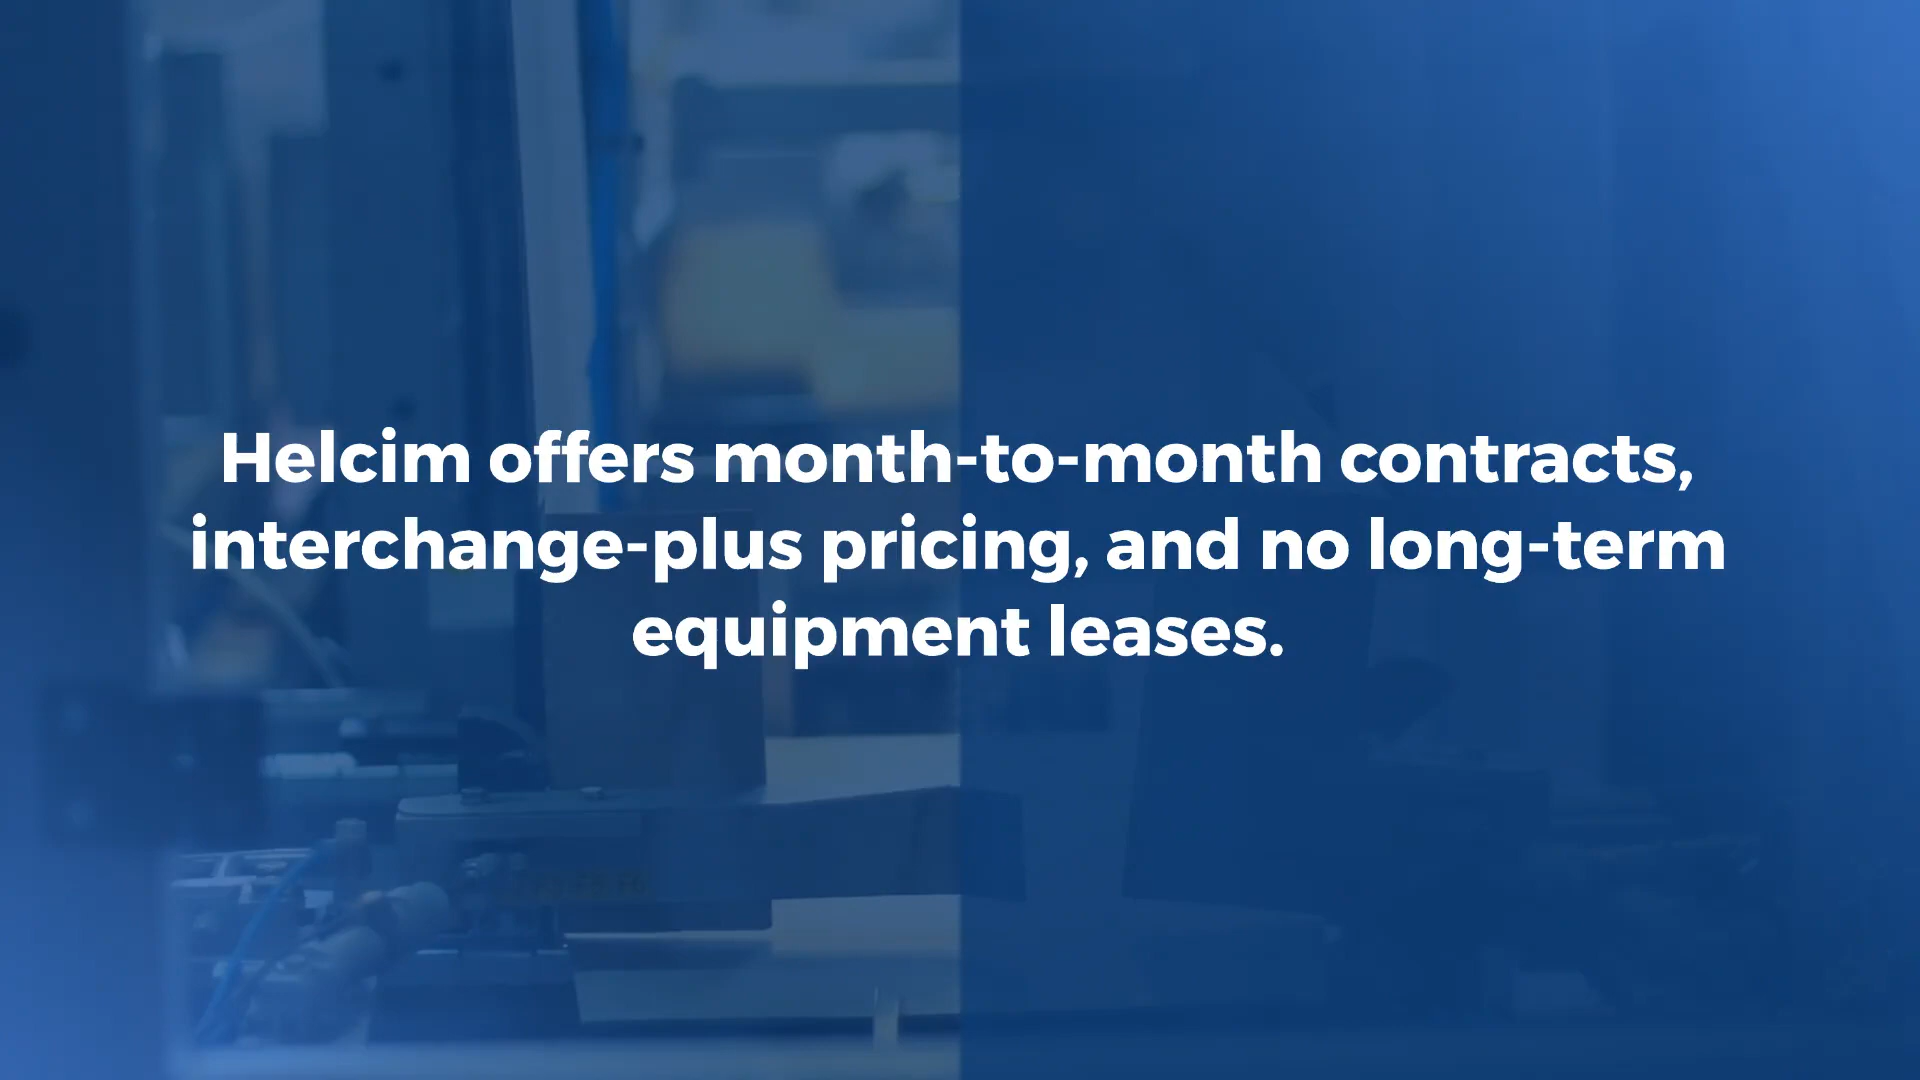 Helcim offers month-to-month contracts,
interchange-plus pricing, and no long-term
equipment leases.